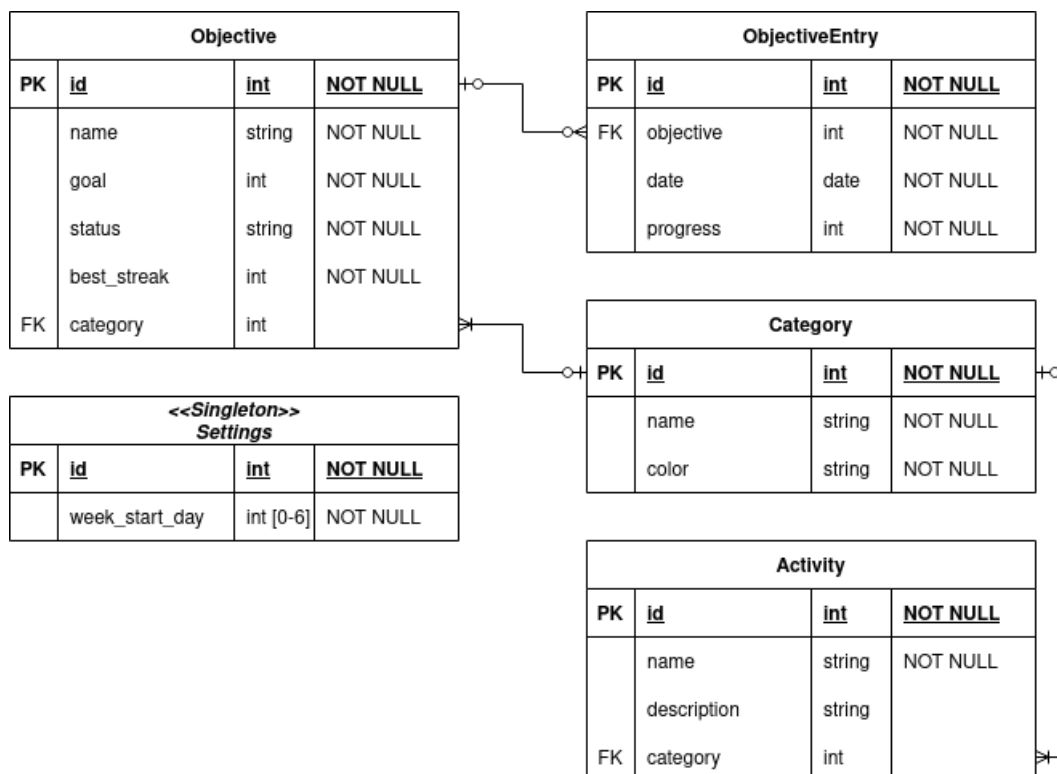 Objective
PK id int NOT NULL
name string NOT NULL
goal int NOT NULL
status string NOT NULL
best_streak int NOT NULL
FK category int
<<Singleton>>
Settings
PK id int NOT NULL
week_start_day int [0-6] NOT NULL
ObjectiveEntry
PK id int NOT NULL
FK objective int NOT NULL
date date NOT NULL
progress int NOT NULL
Category
PK id int NOT NULL
name string NOT NULL
color string NOT NULL
Activity
PK id int NOT NULL
name string NOT NULL
description string
FK category int